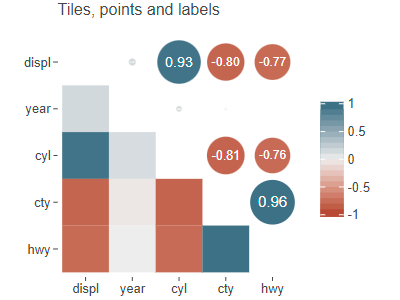 Tiles, points and labels
displ
0.93
-0.80
-0.77
year
cyl
-0.81
-0.76
cty
0.96
hwy
displ
year
cyl
cty
hwy
1
0.5
0
-0.5
-1